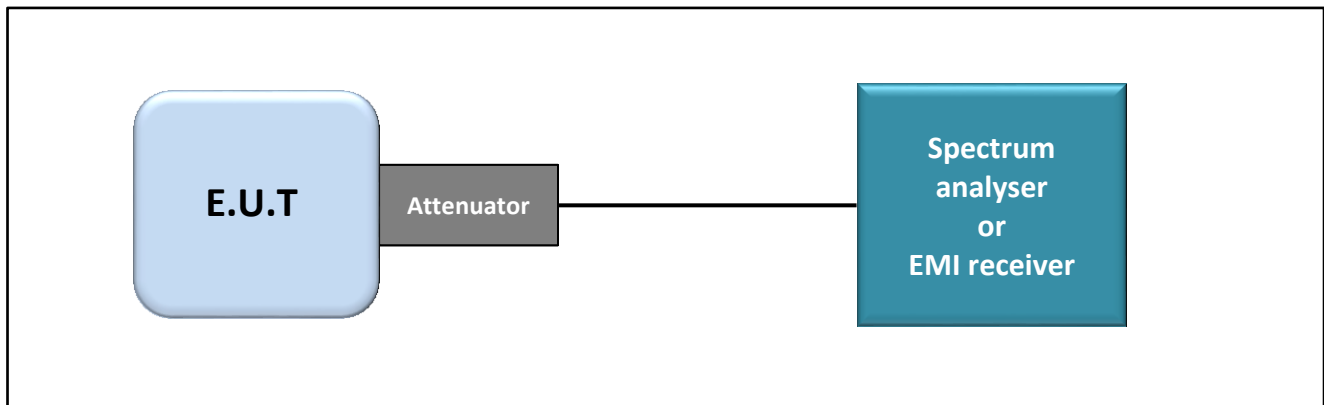 E.U.T
Attenuator
Spectrum
analyser
or
EMI receiver